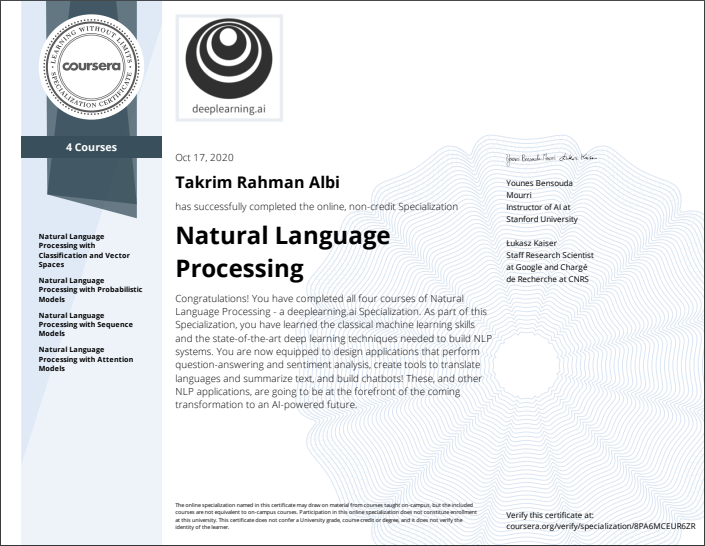 LEARNING WITHOUT LIMITS
coursera
SPECIALIZATION CERTIFICATE
4 Courses
Natural Language
Processing with
Classification and Vector
Spaces
Natural Language
Processing with Probabilistic
Models
Natural Language
Processing with Sequence
Models
Natural Language
Processing with Attention
Models
deeplearning.ai
Oct 17, 2020
Takrim Rahman Albi
has successfully completed the online, non-credit Specialization
Natural Language
Processing
Congratulations! You have completed all four courses of Natural
Language Processing - a deeplearning.ai Specialization. As part of this
Specialization, you have learned the classical machine learning skills
and the state-of-the-art deep learning techniques needed to build NLP
systems. You are now equipped to design applications that perform
question-answering and sentiment analysis, create tools to translate
languages and summarize text, and build chatbots! These, and other
NLP applications, are going to be at the forefront of the coming
transformation to an AI-powered future.
Younes Bensouda Mourri Łukasz Kaiser
Younes Bensouda
Mourri
Instructor of AI at
Stanford University
Łukasz Kaiser
Staff Research Scientist
at Google and Chargé
de Recherche at CNRS
The online specialization named in this certificate may draw on material from courses taught on-campus, but the included
courses are not equivalent to on-campus courses. Participation in this online specialization does not constitute enrollment
at this university. This certificate does not confer a University grade, course credit or degree, and it does not verify the
identity of the learner.
Verify this certificate at:
coursera.org/verify/specialization/8PA6MCEUR6ZR